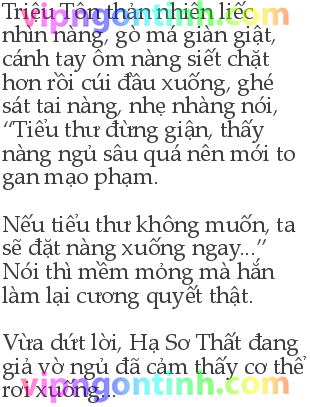 Triệu Tôn thản nhiên liếc
nhìn nàng, gò má giàn giật,
cánh tay ôm nàng siết chặt
hơn rồi cúi đầu xuống, ghé
sát tai nàng, nhẹ nhàng nói,
“Tiểu thư đừng giận, thấy
nàng ngủ sâu quá nên mới to
gan mạo phạm.
Nếu tiểu thư không muốn, ta
sẽ đặt nàng xuống ngay...”
Nói thì mềm mỏng mà hắn
làm lại cương quyết thật.
Vừa dứt lời, Hạ Sơ Thất đang
giả vờ ngủ đã cảm thấy cơ thể
rơi xuống...
vipngontinh.com
vipngontinh.com